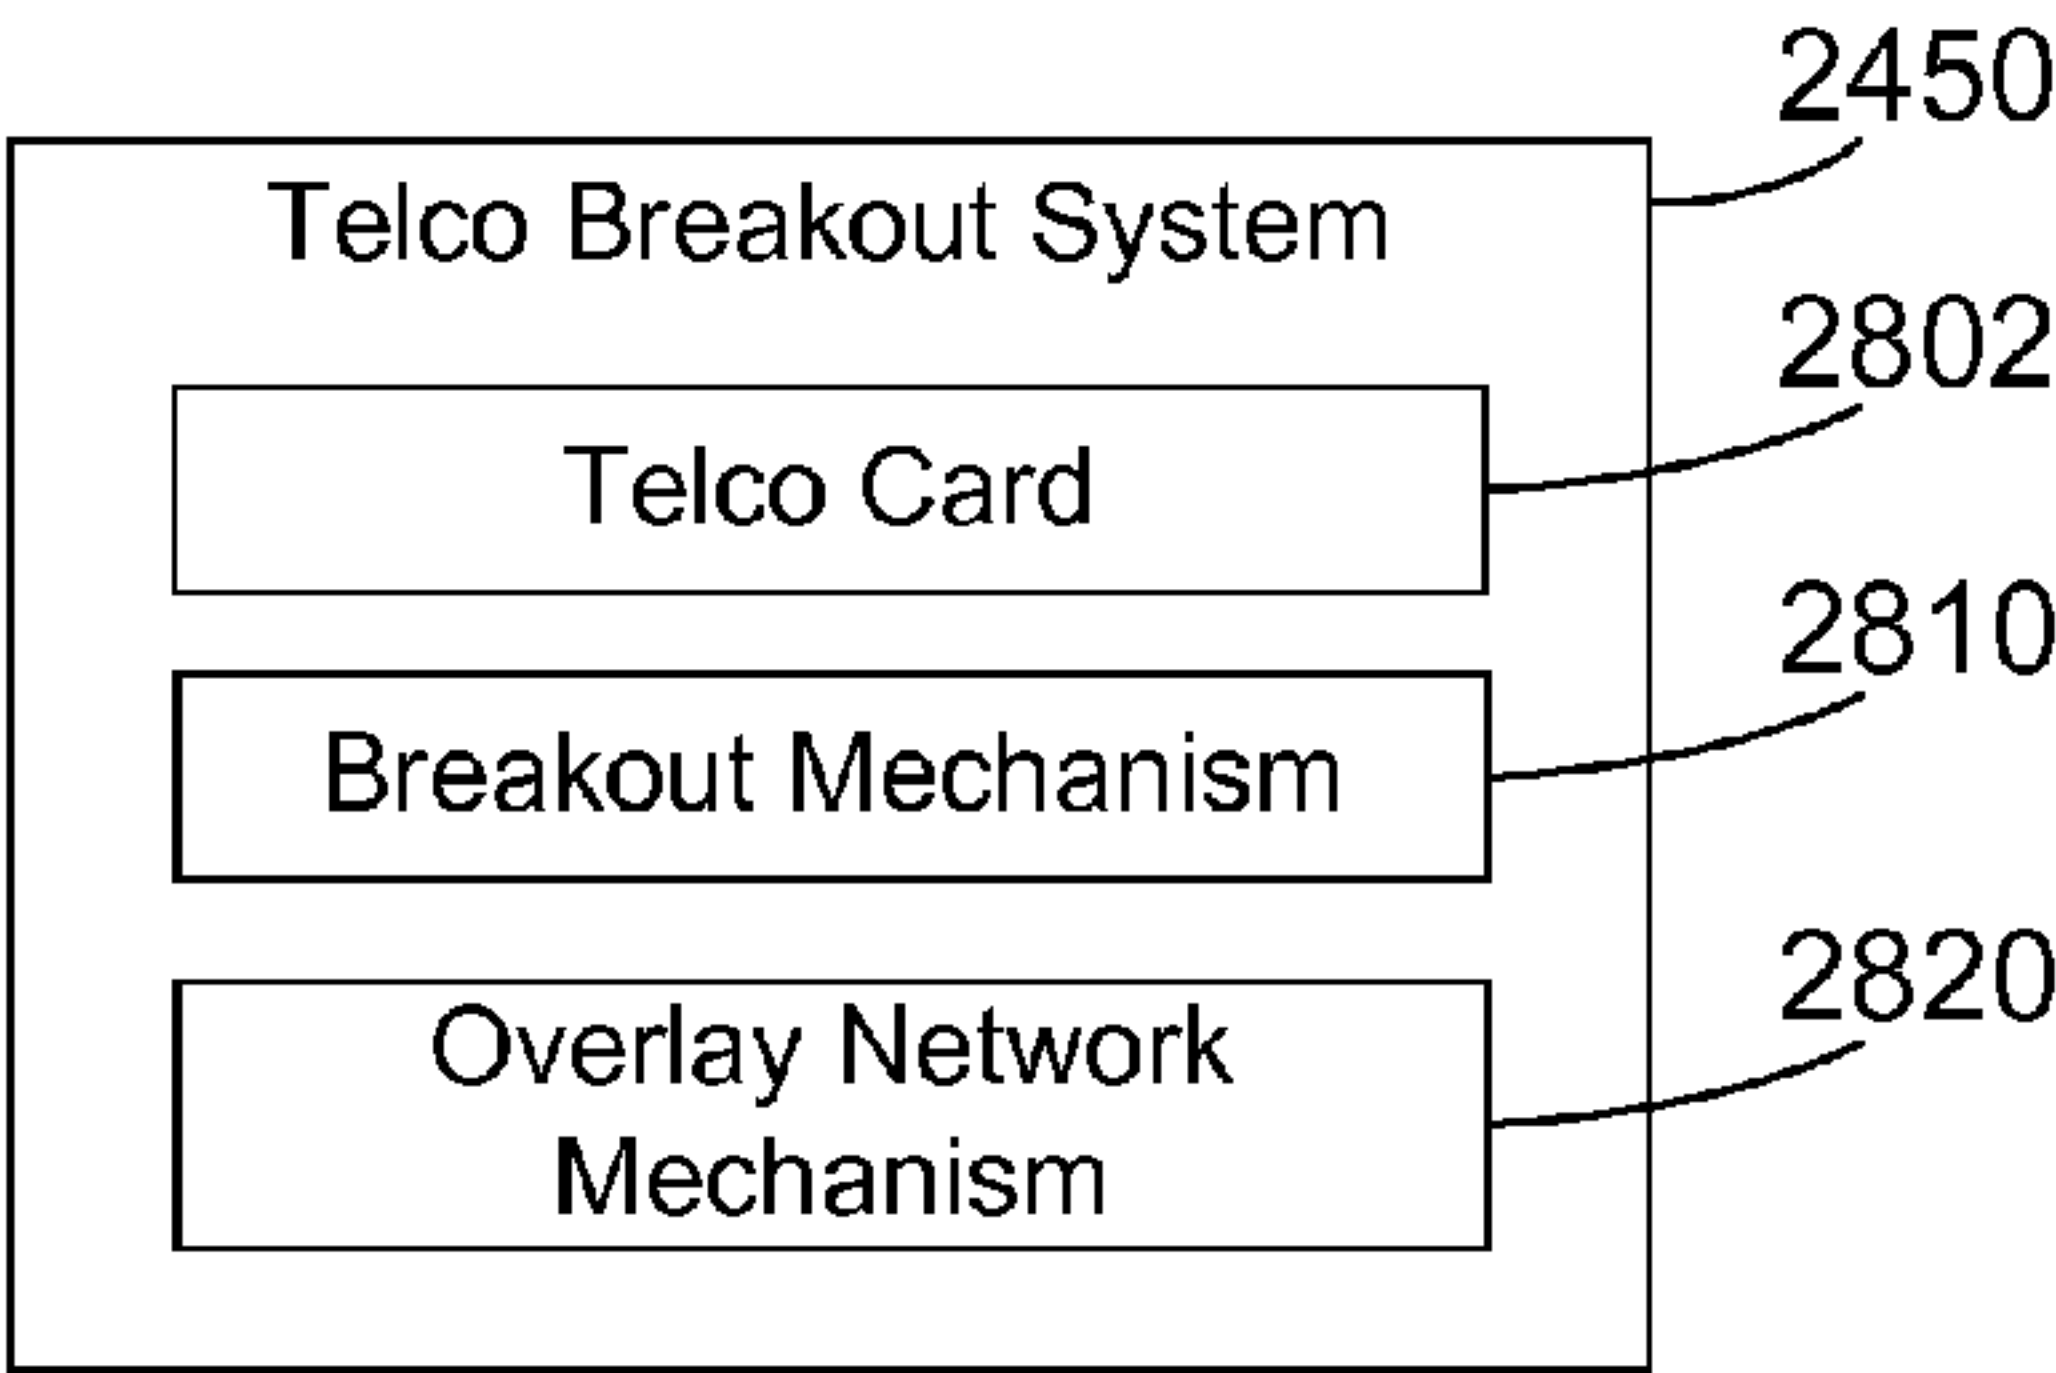 2450
Telco Breakout System
2802
Telco Card
2810
Breakout Mechanism
2820
Overlay Network
Mechanism